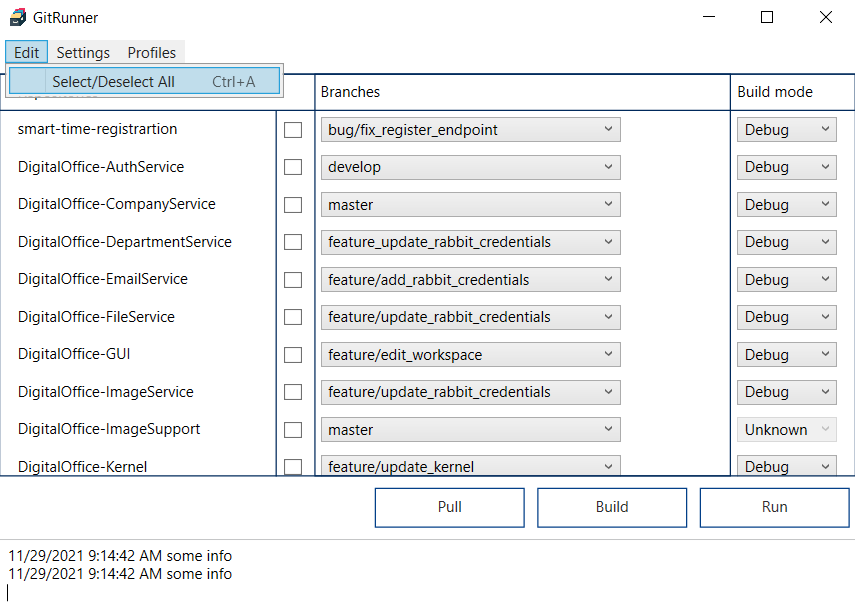 GitRunner
Edit Settings Profiles
Select/Deselect All Ctrl+A
Branches Build mode
smart-time-registrartion bug/fix_register_endpoint Debug
DigitalOffice-AuthService develop Debug
DigitalOffice-CompanyService master Debug
DigitalOffice-DepartmentService feature_update_rabbit_credentials Debug
DigitalOffice-EmailService feature/add_rabbit_credentials Debug
DigitalOffice-FileService feature/update_rabbit_credentials Debug
DigitalOffice-GUI feature/edit_workspace Debug
DigitalOffice-ImageService feature/update_rabbit_credentials Debug
DigitalOffice-ImageSupport master Unknown
DigitalOffice-Kernel feature/update_kernel Debug
Pull Build Run
11/29/2021 9:14:42 AM some info
11/29/2021 9:14:42 AM some info